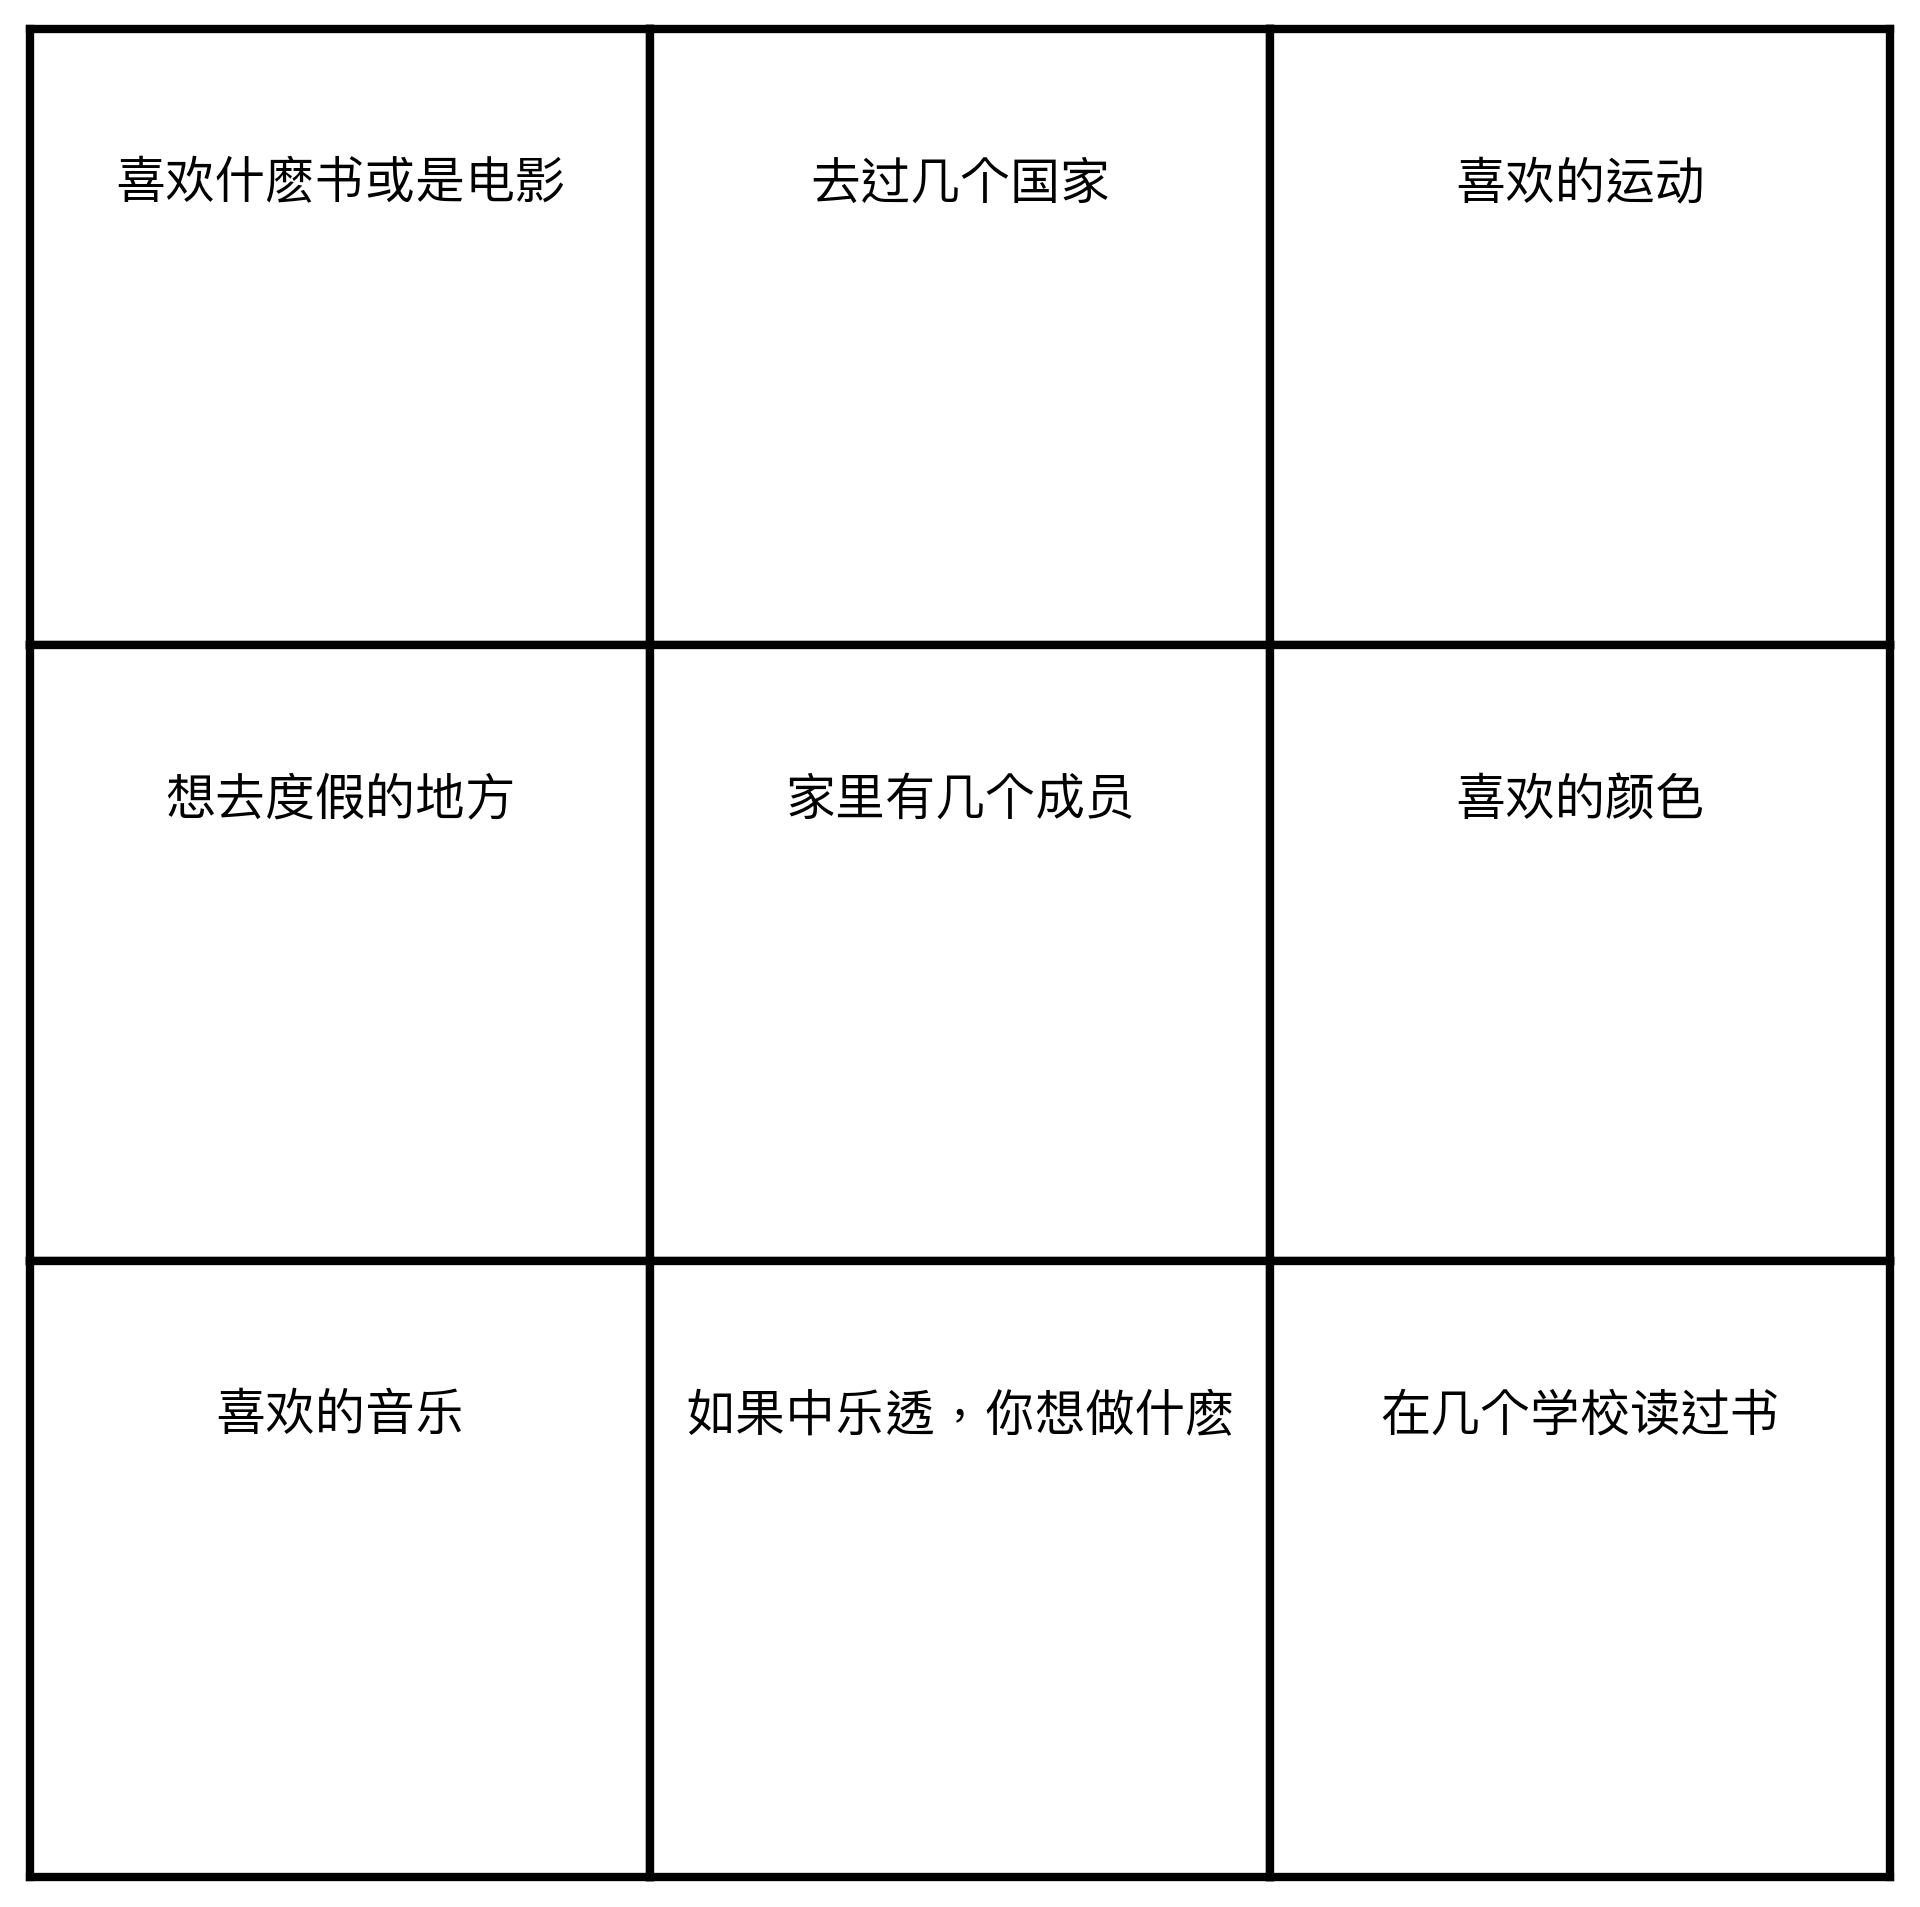 喜欢什麽书或是电影
去过几个国家
喜欢的运动
想去度假的地方
家里有几个成员
喜欢的颜色
喜欢的音乐
如果中乐透，你想做什麽
在几个学校读过书